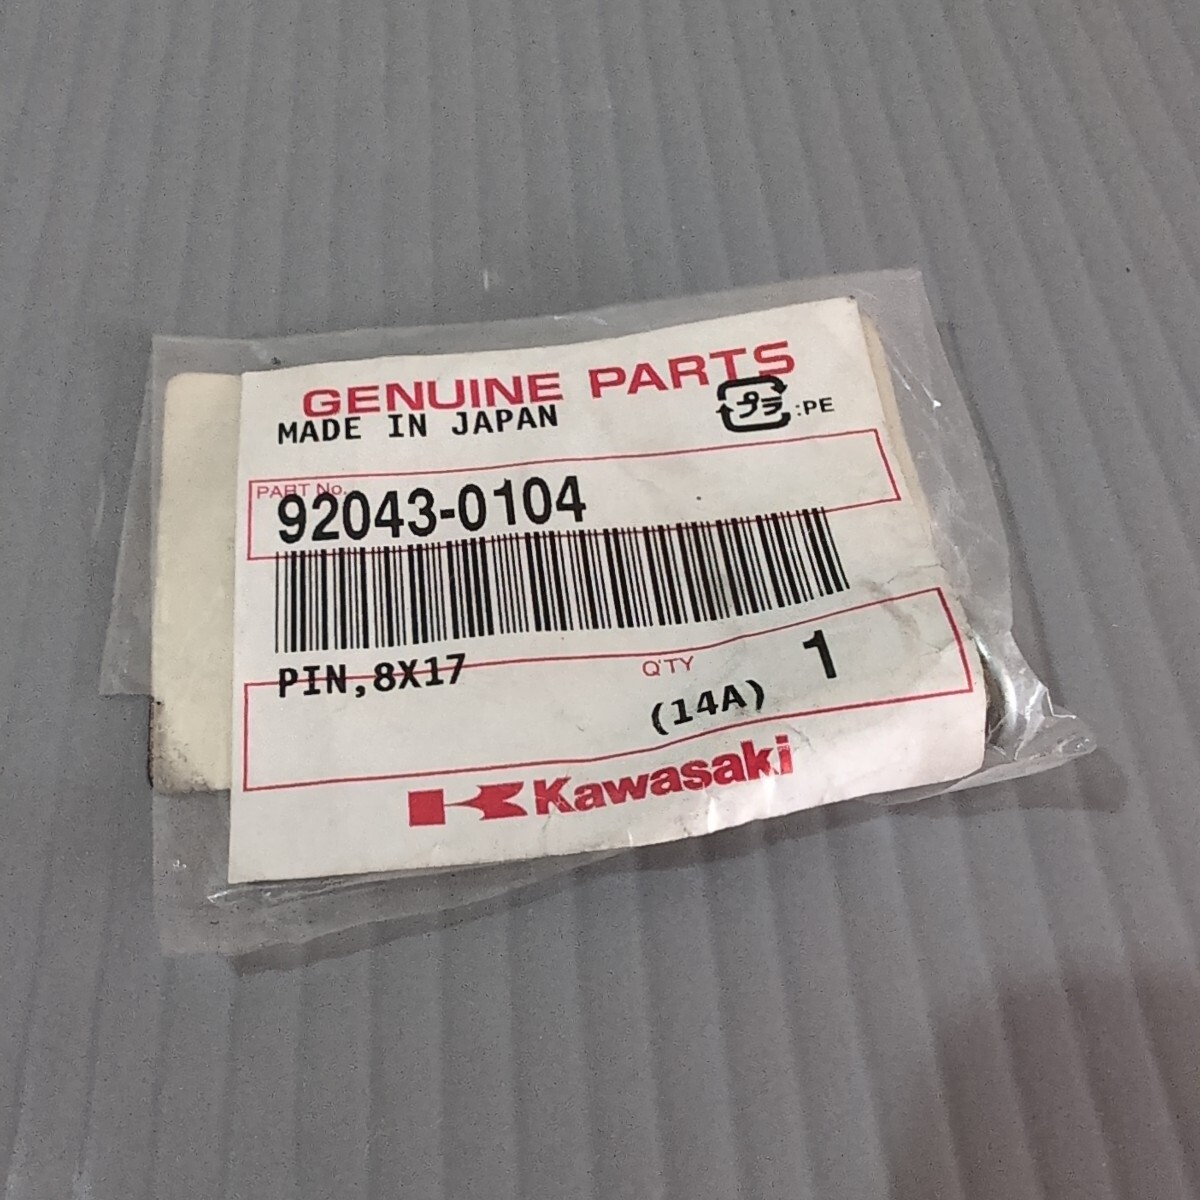 GENUINE PARTS
MADE IN JAPAN
プラ :PE
PART No.
92043-0104
PIN,8X17
Q'TY 1
(14A)
Kawasaki